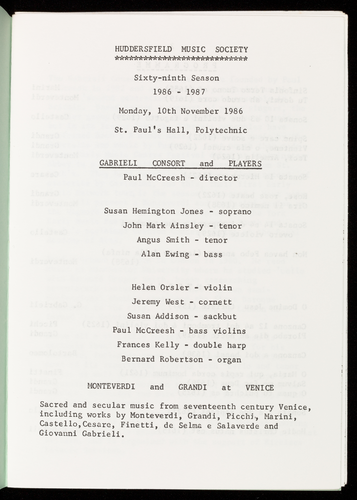 HUDDERSFIELD MUSIC SOCIETY
****************************
Sixty-ninth Season
1986 - 1987
Monday, 10th November 1986
St. Paul's Hall, Polytechnic
GABRIELI CONSORT and PLAYERS
Paul McCreesh - director
Susan Hemington Jones - soprano
John Mark Ainsley - tenor
Angus Smith - tenor
Alan Ewing - bass
Helen Orsler - violin
Jeremy West - cornett
Susan Addison - sackbut
Paul McCreesh - bass violins
Frances Kelly - double harp
Bernard Robertson - organ
MONTEVERDI and GRANDI at VENICE
Sacred and secular music from seventeenth century Venice,
including works by Monteverdi, Grandi, Picchi, Marini,
Castello,Cesare, Finetti, de Selma e Salaverde and
Giovanni Gabrieli.